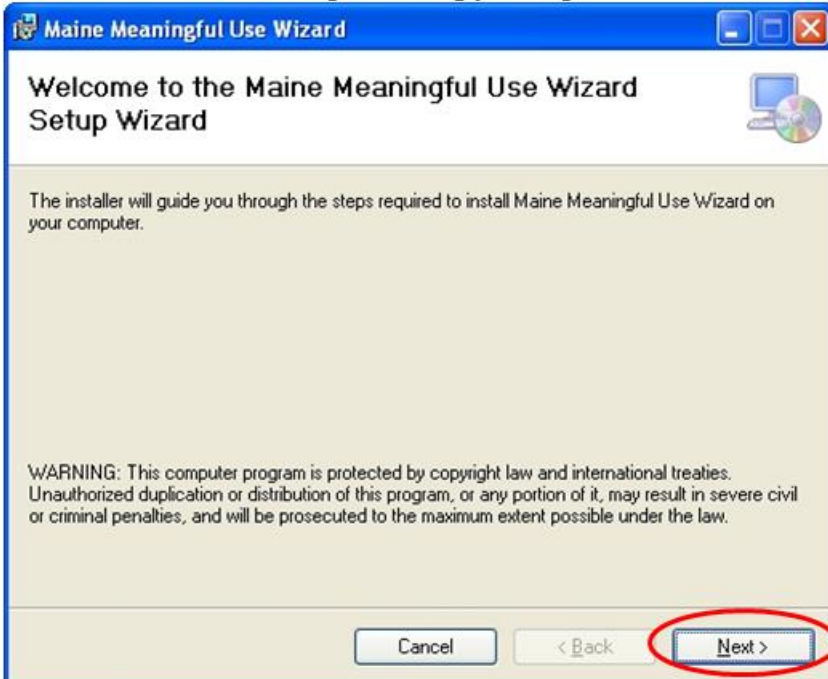 Maine Meaningful Use Wizard
Welcome to the Maine Meaningful Use Wizard
Setup Wizard
The installer will guide you through the steps required to install Maine Meaningful Use Wizard on
your computer.
WARNING: This computer program is protected by copyright law and international treaties.
Unauthorized duplication or distribution of this program, or any portion of it, may result in severe civil
or criminal penalties, and will be prosecuted to the maximum extent possible under the law.
Cancel < Back Next >